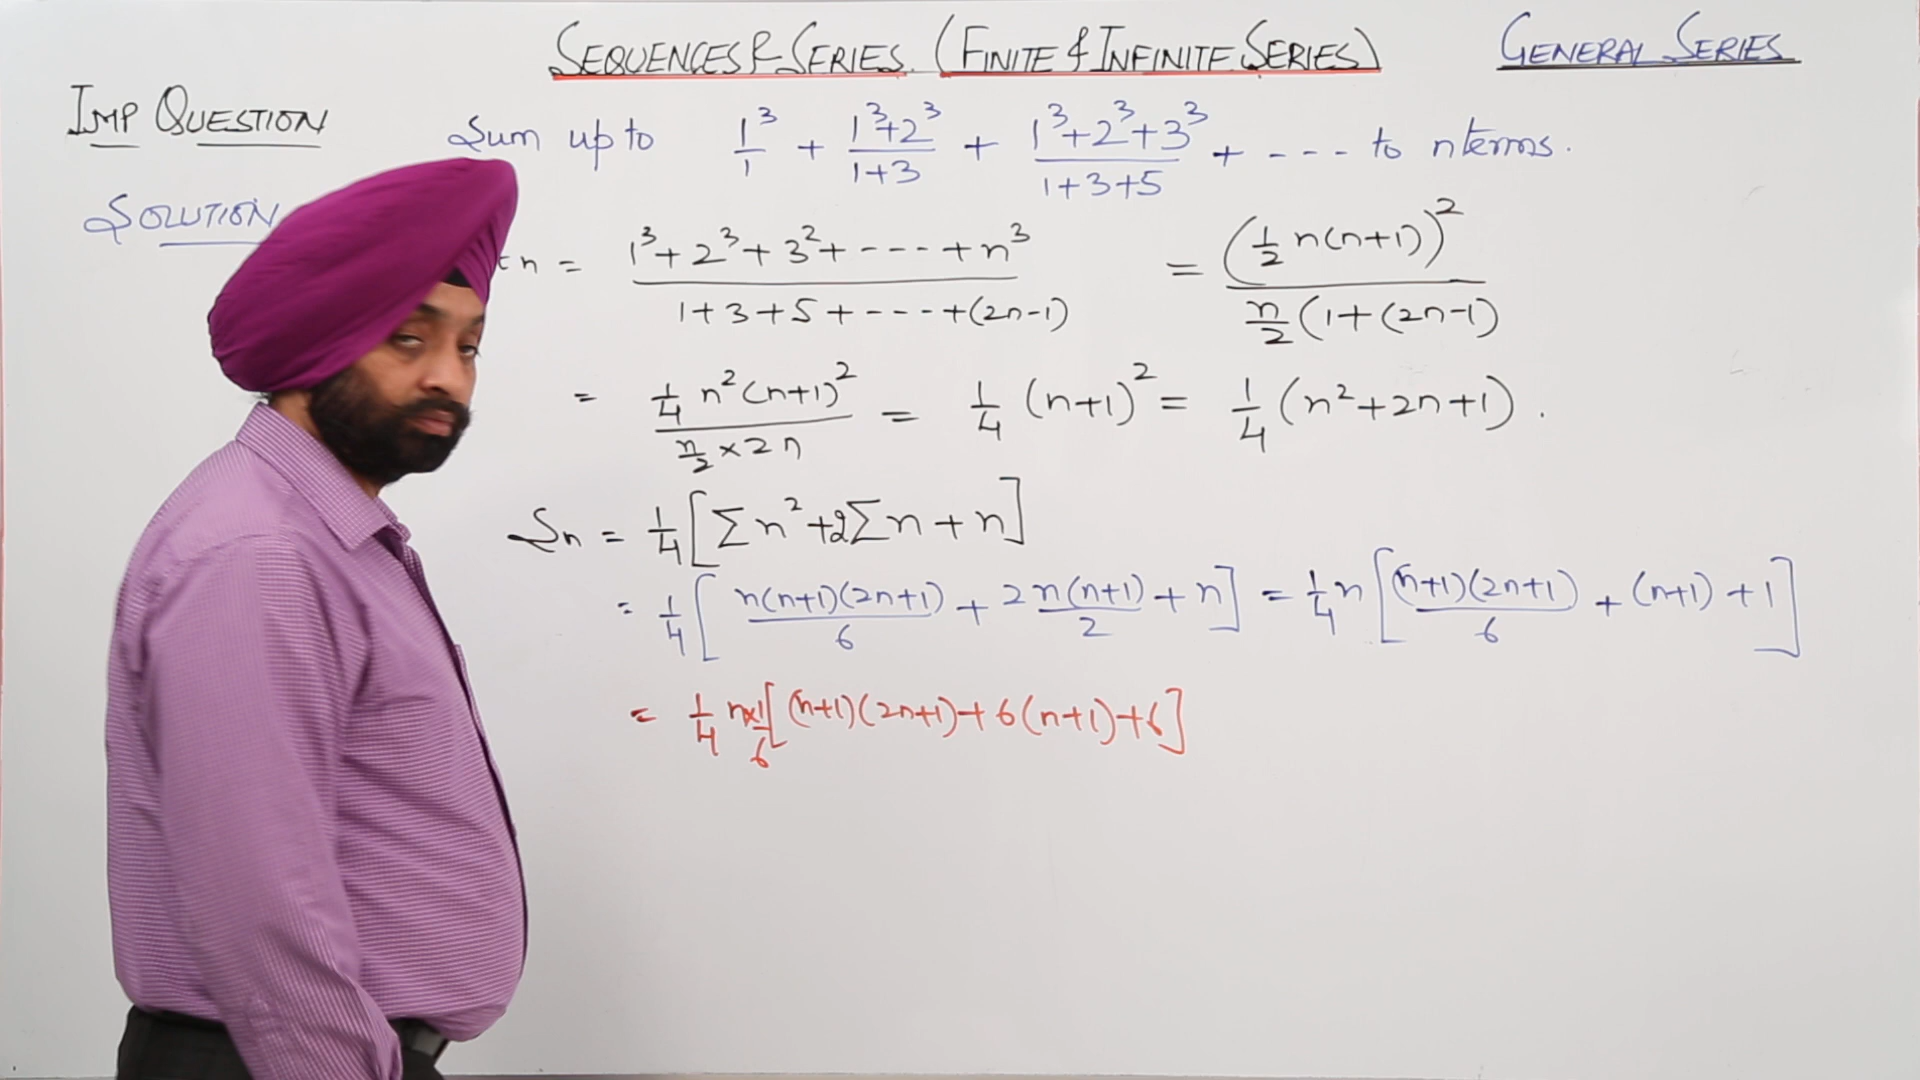 SEQUENCES & SERIES. (FINITE & INFINITE SERIES)
GENERAL SERIES
IMP QUESTION
Sum up to 1³/1 + (1³+2³)/(1+3) + (1³+2³+3³)/(1+3+5) + ---- to n terms.
SOLUTION
tn = (1³+2³+3²+----+n³)/(1+3+5+----+(2n-1)) = (½ n(n+1))²/(n/2 (1+(2n-1))
= (¼ n²(n+1)²)/(n/2 × 2n) = ¼ (n+1)² = ¼ (n²+2n+1).
Sn = ¼ [Σn²+2Σn+n]
= ¼ [n(n+1)(2n+1)/6 + 2 n(n+1)/2 + n] = ¼ n [(n+1)(2n+1)/6 + (n+1) + 1]
= ¼ n×1/6 [(n+1)(2n+1)+6(n+1)+6]